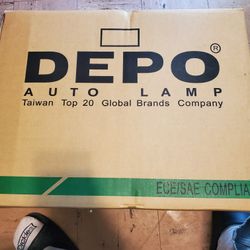 DEPO®
AUTO LAMP
Taiwan Top 20 Global Brands Company
ECE/SAE COMPLIA